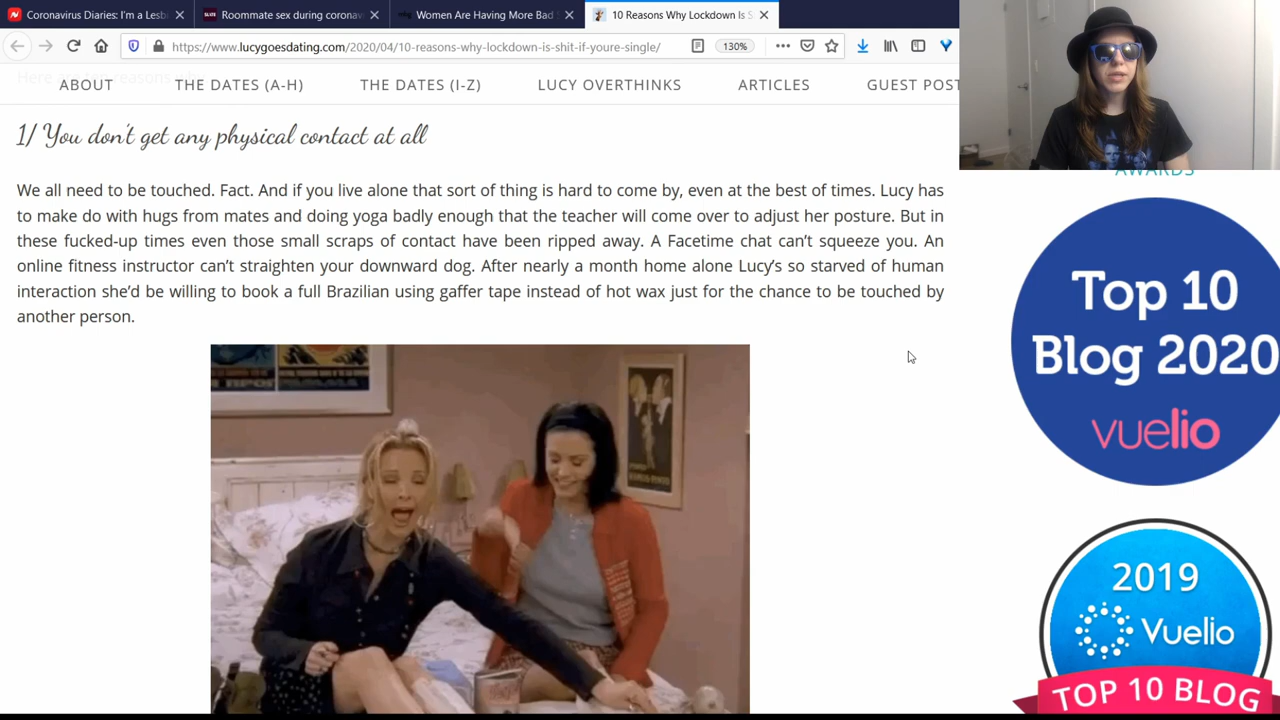 Coronavirus Diaries: I'm a Lesb
Roommate sex during coronav
Women Are Having More Bad
10 Reasons Why Lockdown Is S
https://www.lucygoesdating.com/2020/04/10-reasons-why-lockdown-is-shit-if-youre-single/
130%
ABOUT
THE DATES (A-H)
THE DATES (I-Z)
LUCY OVERTHINKS
ARTICLES
GUEST POST
1/ You don't get any physical contact at all
We all need to be touched. Fact. And if you live alone that sort of thing is hard to come by, even at the best of times. Lucy has
to make do with hugs from mates and doing yoga badly enough that the teacher will come over to adjust her posture. But in
these fucked-up times even those small scraps of contact have been ripped away. A Facetime chat can't squeeze you. An
online fitness instructor can't straighten your downward dog. After nearly a month home alone Lucy's so starved of human
interaction she'd be willing to book a full Brazilian using gaffer tape instead of hot wax just for the chance to be touched by
another person.
AWARDS
Top 10
Blog 2020
vuelio
2019
Vuelio
TOP 10 BLOG